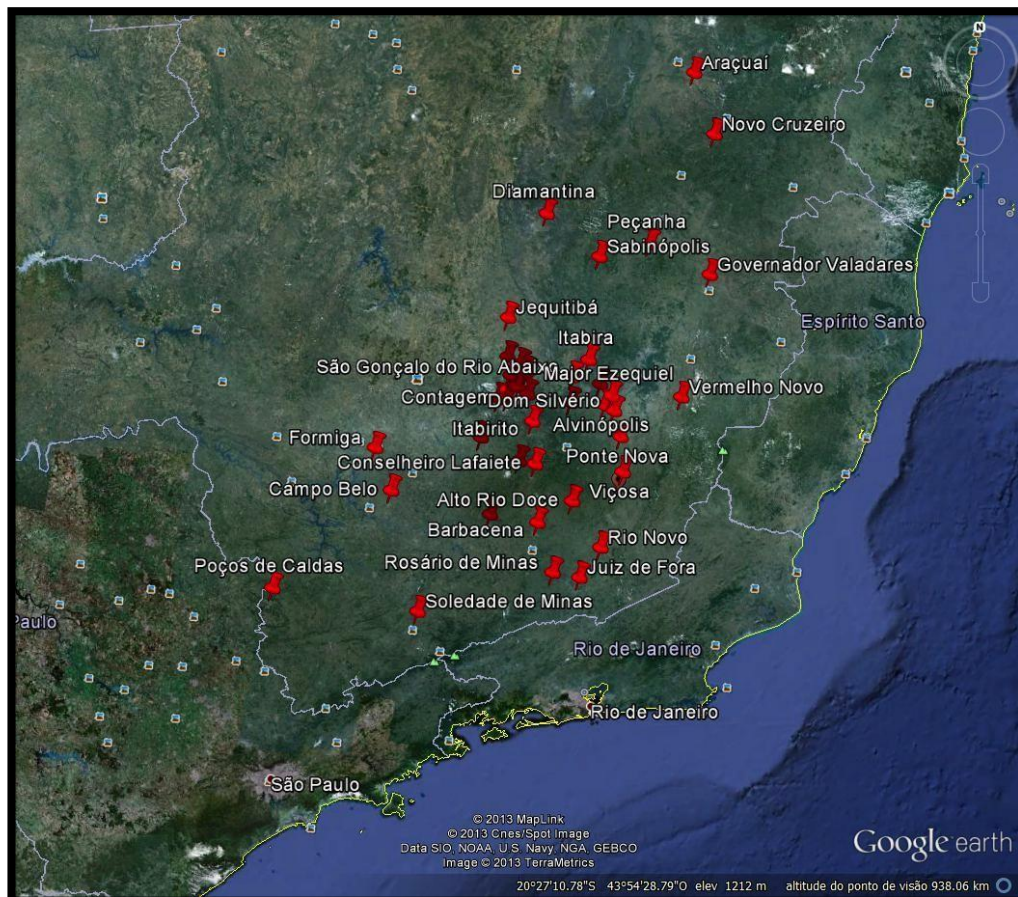 N
Araçuaí
Novo Cruzeiro
Diamantina
Peçanha
Sabinópolis
Governador Valadares
Jequitibá
Espírito Santo
Itabira
São Gonçalo do Rio Abaixo
Major Ezequiel
Vermelho Novo
Contagem
Dom Silvério
Itabirito
Alvinópolis
Formiga
Conselheiro Lafaiete
Ponte Nova
Campo Belo
Alto Rio Doce
Viçosa
Barbacena
Rio Novo
Rosário de Minas
Juiz de Fora
Poços de Caldas
Soledade de Minas
Paulo
Rio de Janeiro
Rio de Janeiro
São Paulo
© 2013 MapLink
© 2013 Cnes/Spot Image
Data SIO, NOAA, U.S. Navy, NGA, GEBCO
Image © 2013 TerraMetrics
Google earth
20°27'10.78"S 43°54'28.79"O elev 1212 m altitude do ponto de visão 938.06 km